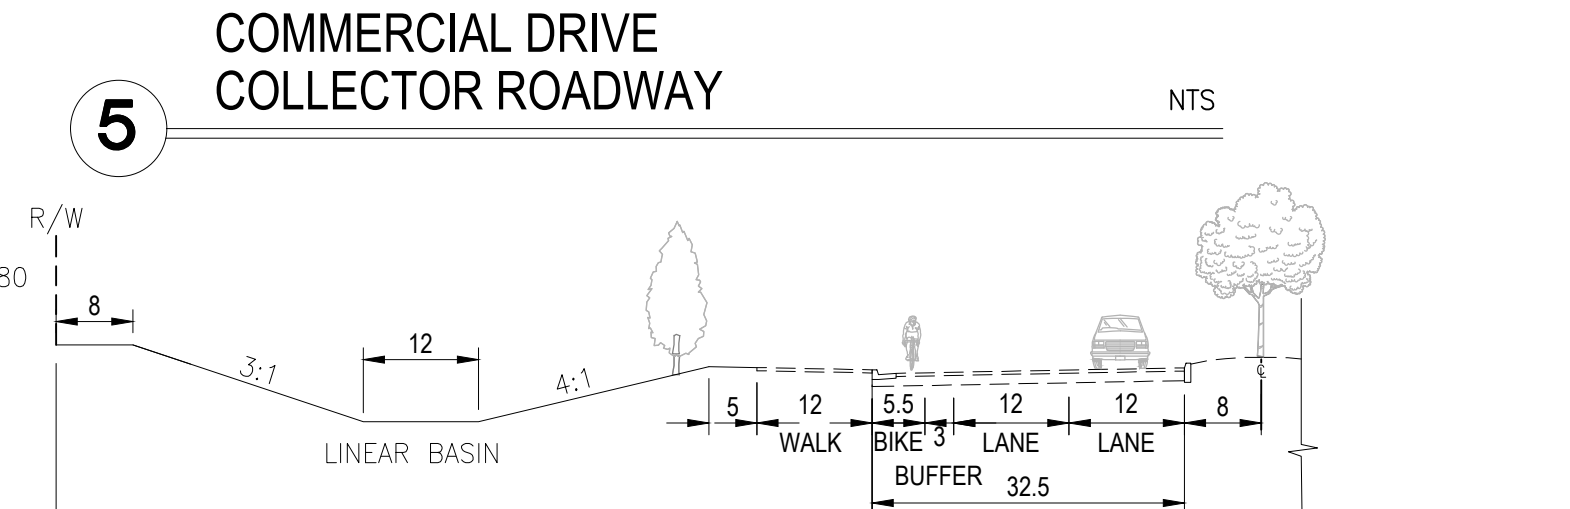 COMMERCIAL DRIVE
COLLECTOR ROADWAY
5
NTS
R/W
80
8
12
3:1
4:1
LINEAR BASIN
5 12 5.5 3 12 12 8
WALK BIKE LANE LANE
BUFFER
32.5
℄